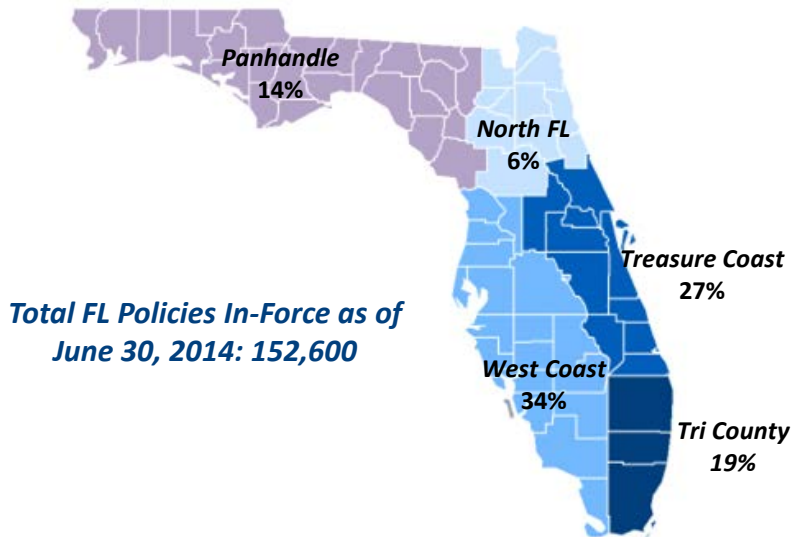 Panhandle
14%
North FL
6%
Treasure Coast
27%
Total FL Policies In-Force as of
June 30, 2014: 152,600
West Coast
34%
Tri County
19%